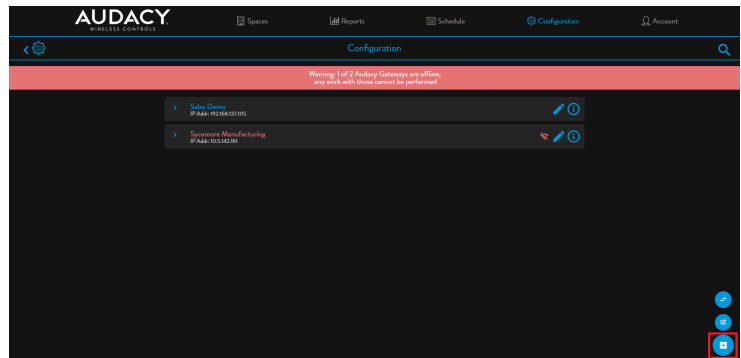 AUDACY
WIRELESS CONTROLS
Spaces
Reports
Schedule
Configuration
Account
Configuration
Warning: 1 of 2 Audacy Gateways are offline,
any work with those cannot be performed
Sales Demo
IP Addr: 192.168.137.105
Sycamore Manufacturing
IP Addr: 10.5.142.161